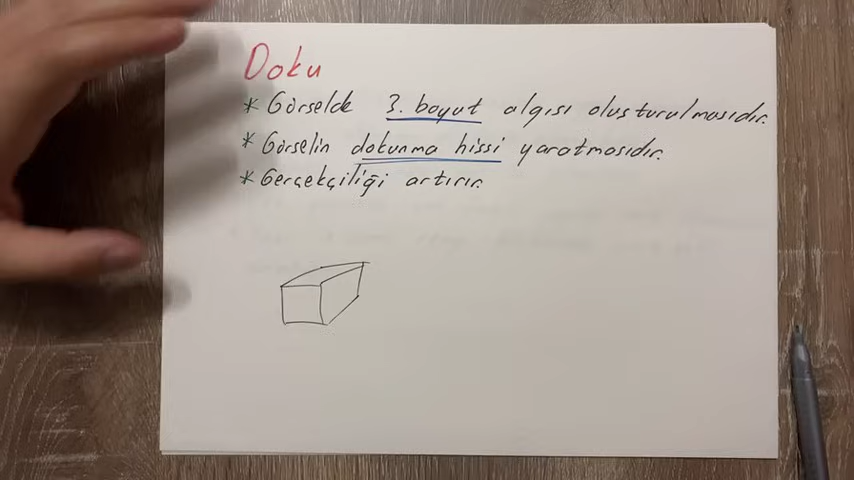 Doku
* Görselde 3. boyut algısı oluşturulmasıdır.
* Görselin dokunma hissi yaratmasıdır.
* Gerçekçiliği artırır.